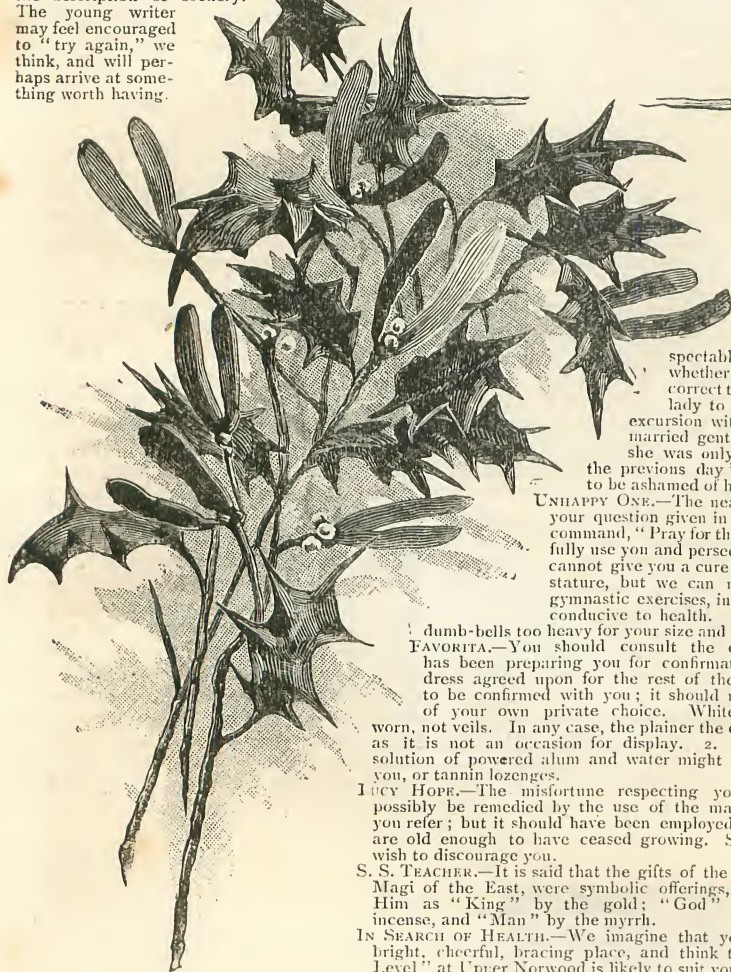 The young writer
may feel encouraged
to “try again,” we
think, and will per-
haps arrive at some-
thing worth having.
spectabl
whether
correct t
lady to
excursion wit
married gent
she was only
the previous day
to be ashamed of h
UNHAPPY ONE.—The nea
your question given in
command, “Pray for th
fully use you and perse
cannot give you a cure
stature, but we can r
gymnastic exercises, in
conducive to health.
dumb-bells too heavy for your size and
FAVORITA.—You should consult the c
has been preparing you for confirma
dress agreed upon for the rest of the
to be confirmed with you; it should n
of your own private choice. White
worn, not veils. In any case, the plainer the
as it is not an occasion for display. 2.
solution of powered alum and water might
you, or tannin lozenges.
LUCY HOPE.—The misfortune respecting yo
possibly be remedied by the use of the ma
you refer; but it should have been employed
are old enough to have ceased growing. S
wish to discourage you.
S. S. TEACHER.—It is said that the gifts of the
Magi of the East, were symbolic offerings,
Him as “King” by the gold; “God”
incense, and “Man” by the myrrh.
IN SEARCH OF HEALTH.—We imagine that yo
bright, cheerful, bracing place, and think t
Level” at Upper Norwood is likely to suit you